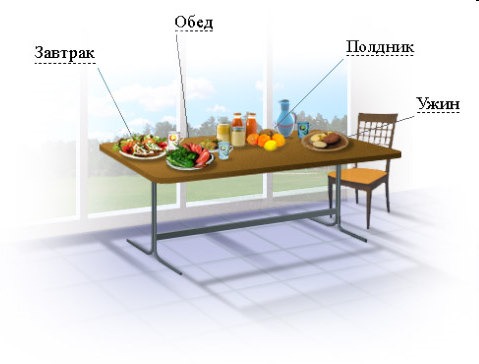 Обед
Завтрак
Полдник
Ужин